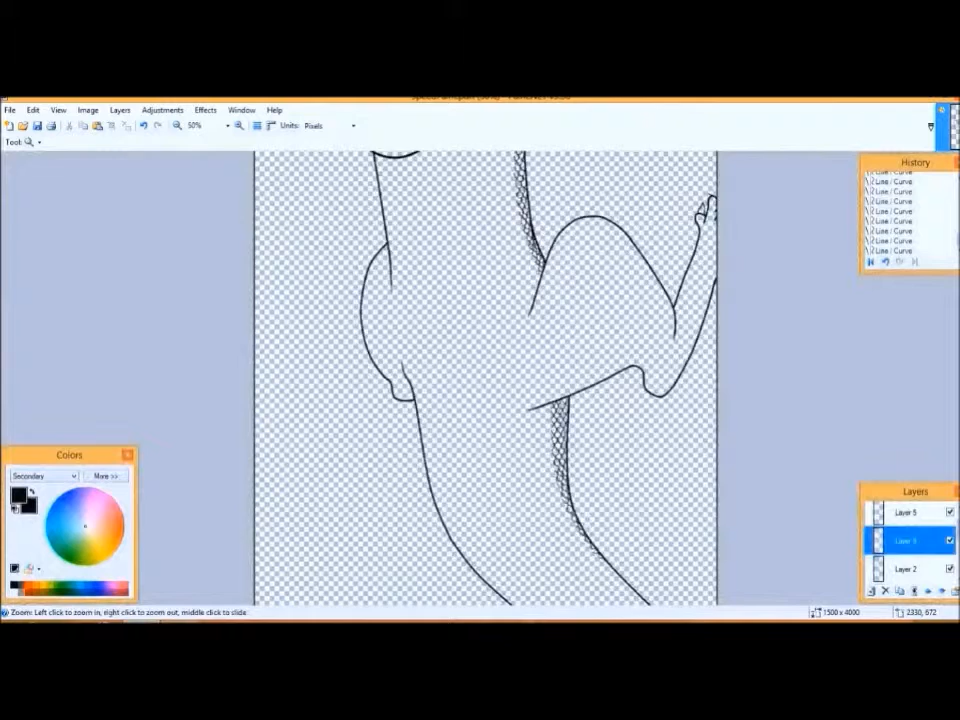 File Edit View Image Layers Adjustments Effects Window Help
50% Units: Pixels
Tool:
History
Line / Curve
Line / Curve
Line / Curve
Line / Curve
Line / Curve
Line / Curve
Line / Curve
Line / Curve
Colors
Secondary More >>
Layers
Layer 5
Layer 2
Zoom: Left click to zoom in, right click to zoom out, middle click to slide 1500 x 4000 2330, 672